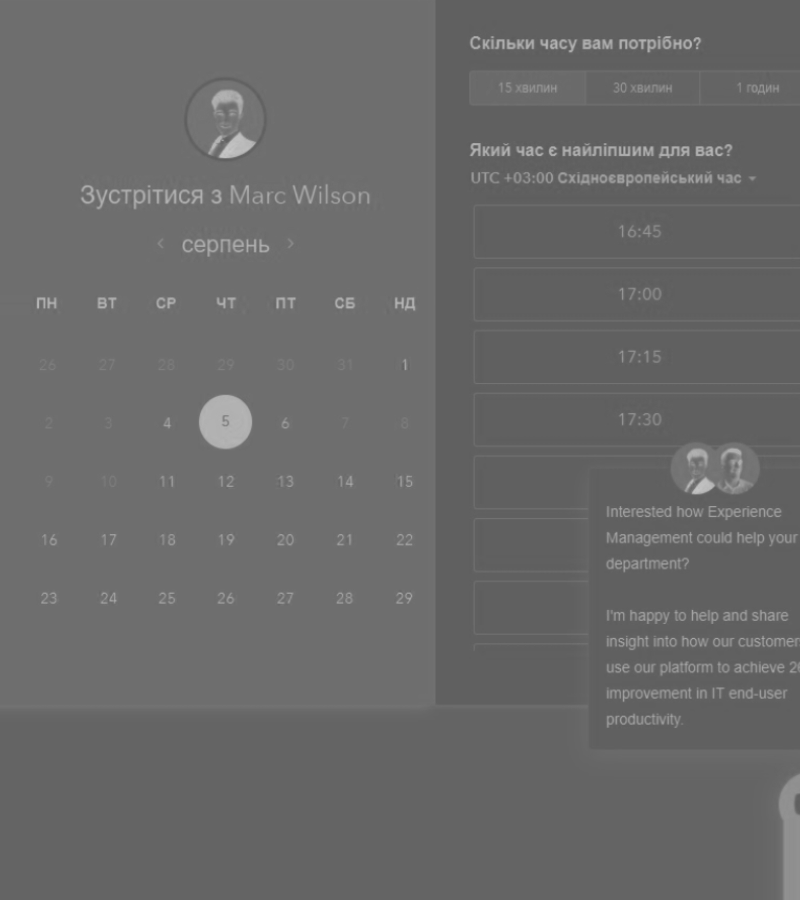 Зустрітися з Marc Wilson
серпень
ПН ВТ СР ЧТ ПТ СБ НД
26 27 28 29 30 31 1
2 3 4 5 6 7 8
9 10 11 12 13 14 15
16 17 18 19 20 21 22
23 24 25 26 27 28 29
Скільки часу вам потрібно?
15 хвилин 30 хвилин 1 годин
Який час є найліпшим для вас?
UTC +03:00 Східноєвропейський час
16:45
17:00
17:15
17:30
Interested how Experience
Management could help your
department?
I'm happy to help and share
insight into how our customer
use our platform to achieve
improvement in IT end-user
productivity.